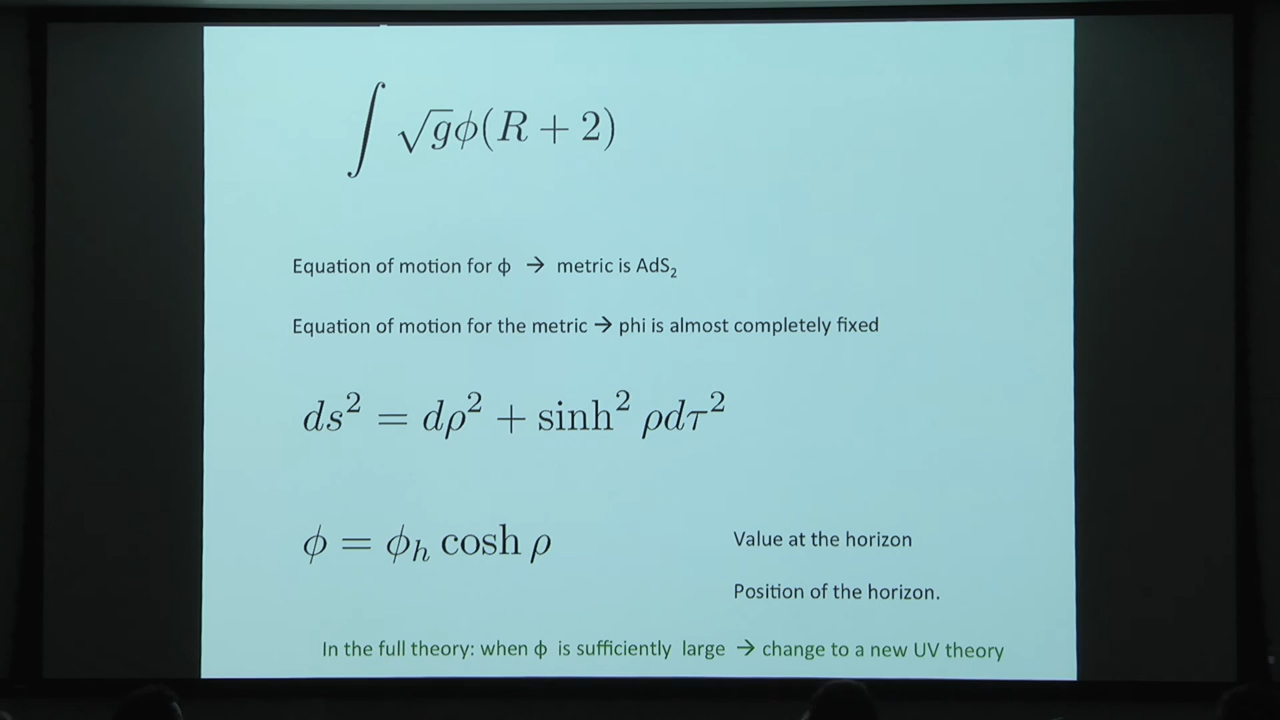 ∫ √g ϕ(R + 2)
Equation of motion for ϕ → metric is AdS₂
Equation of motion for the metric → phi is almost completely fixed
ds² = dρ² + sinh² ρdτ²
ϕ = ϕₕ cosh ρ
Value at the horizon
Position of the horizon.
In the full theory: when ϕ is sufficiently large → change to a new UV theory